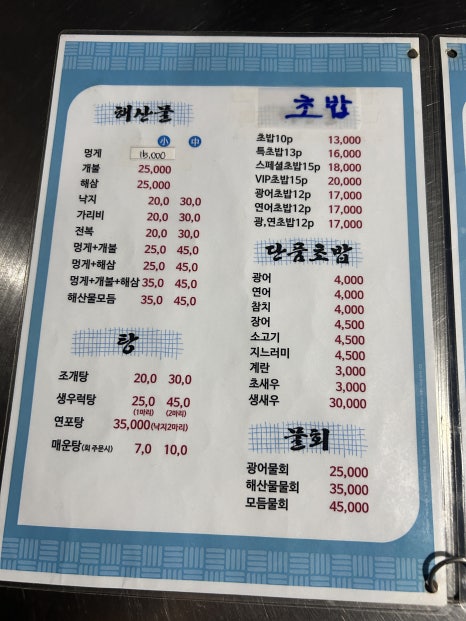 해산물
小 中
멍게 15,000
개불 25,000
해삼 25,000
낙지 20,0 30,0
가리비 20,0 30,0
전복 20,0 30,0
멍게+개불 25,0 45,0
멍게+해삼 25,0 45,0
멍게+개불+해삼 35,0 45,0
해산물모듬 35,0 45,0
탕
조개탕 20,0 30,0
생우럭탕 25,0 45,0
(1마리) (2마리)
연포탕 35,000(낙지2마리)
매운탕(회 주문시) 7,0 10,0
초밥
초밥10p 13,000
특초밥13p 16,000
스페셜초밥15p 18,000
VIP초밥15p 20,000
광어초밥12p 17,000
연어초밥12p 17,000
광,연초밥12p 17,000
단품초밥
광어 4,000
연어 4,000
참치 4,000
장어 4,500
소고기 4,500
지느러미 4,500
계란 3,000
초새우 3,000
생새우 30,000
물회
광어물회 25,000
해산물물회 35,000
모듬물회 45,000